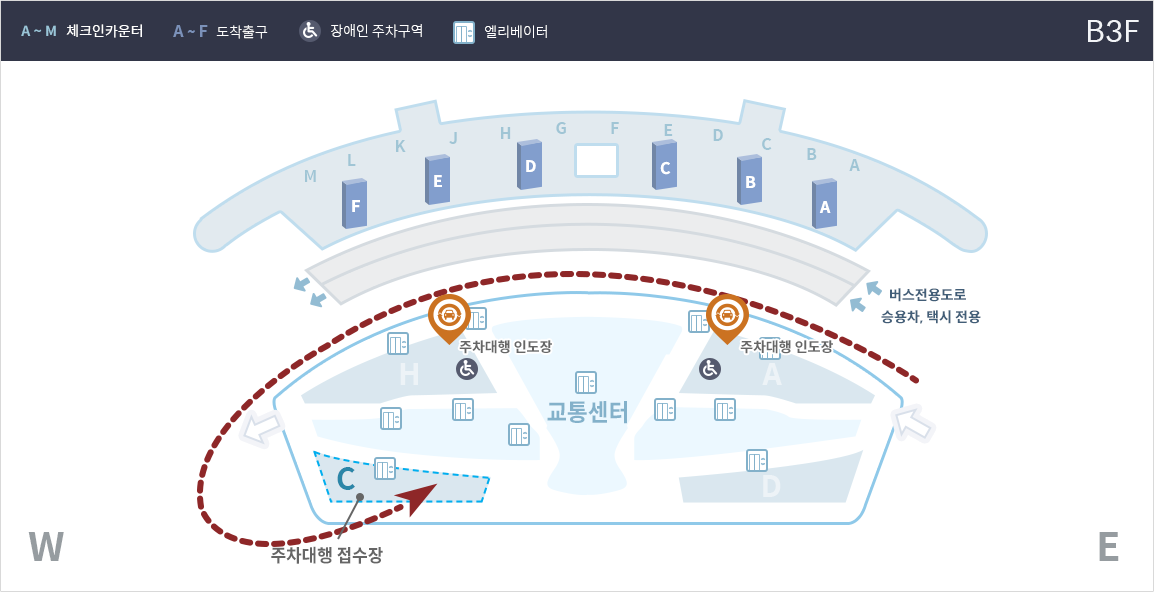 A ~ M 체크인카운터 A ~ F 도착출구 장애인 주차구역 엘리베이터 B3F
M L K J H G F E D C B A
F E D C B A
버스전용도로
승용차, 택시 전용
주차대행 인도장 주차대행 인도장
H A
교통센터
C D
주차대행 접수장
W E